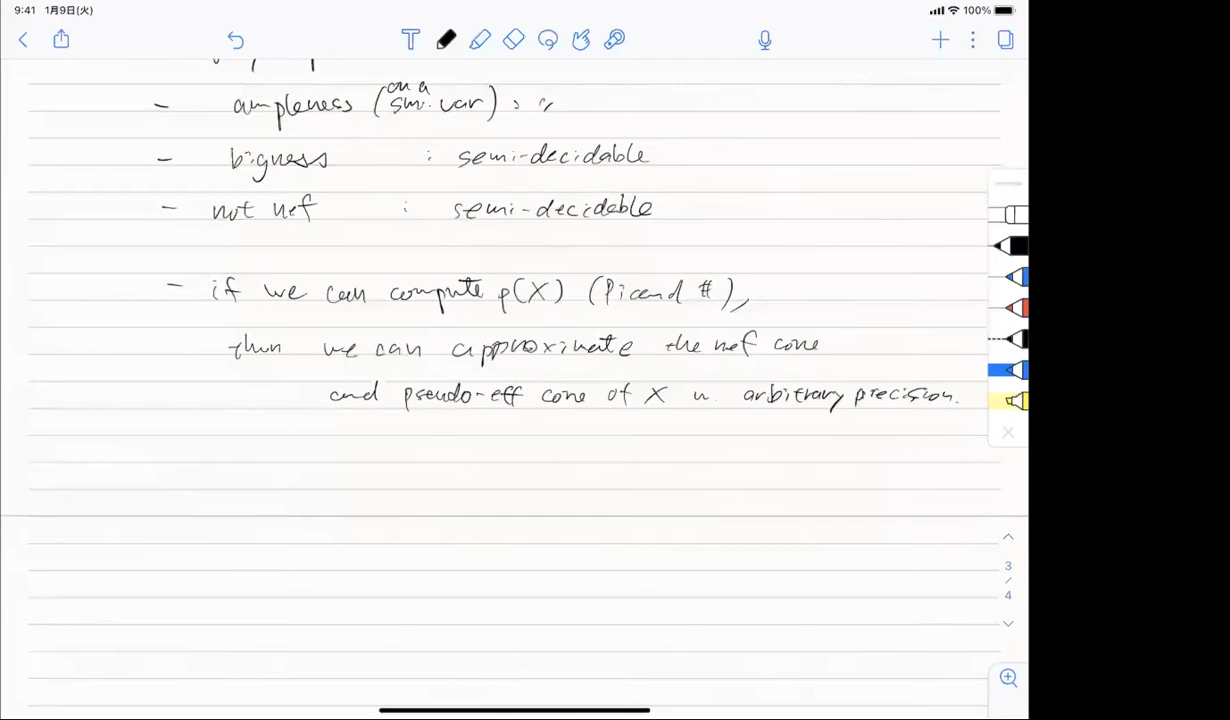 9:41 1月9日(火) 100%
T
on a
- ampleness (sm. var) : 〃
- bigness : semi-decidable
- not nef : semi-decidable
- if we can compute ρ(X) (Picard #),
then we can approximate the nef cone
and pseudo-eff cone of X in arbitrary precision.
3
/
4